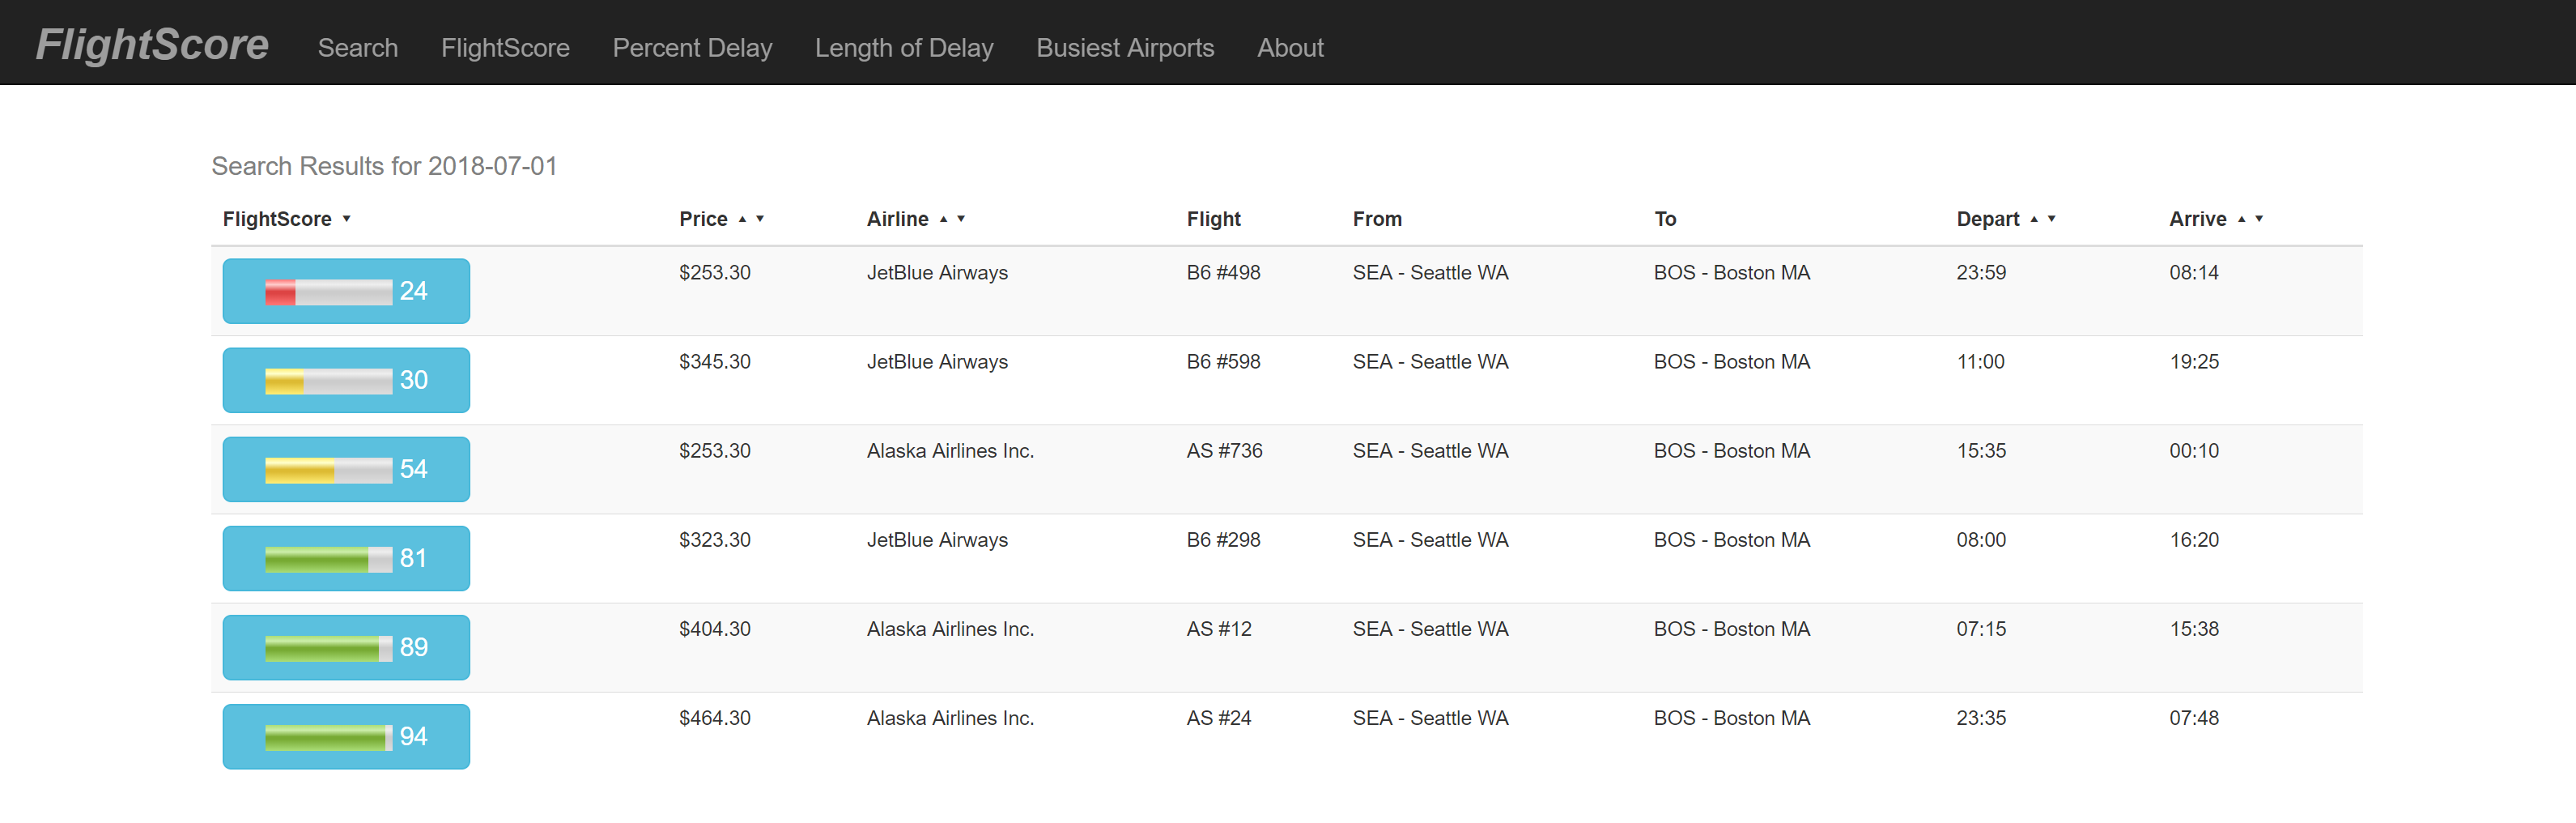 FlightScore Search FlightScore Percent Delay Length of Delay Busiest Airports About
Search Results for 2018-07-01
FlightScore ▼ Price ▲ ▼ Airline ▲ ▼ Flight From To Depart ▲ ▼ Arrive ▲ ▼
24 $253.30 JetBlue Airways B6 #498 SEA - Seattle WA BOS - Boston MA 23:59 08:14
30 $345.30 JetBlue Airways B6 #598 SEA - Seattle WA BOS - Boston MA 11:00 19:25
54 $253.30 Alaska Airlines Inc. AS #736 SEA - Seattle WA BOS - Boston MA 15:35 00:10
81 $323.30 JetBlue Airways B6 #298 SEA - Seattle WA BOS - Boston MA 08:00 16:20
89 $404.30 Alaska Airlines Inc. AS #12 SEA - Seattle WA BOS - Boston MA 07:15 15:38
94 $464.30 Alaska Airlines Inc. AS #24 SEA - Seattle WA BOS - Boston MA 23:35 07:48